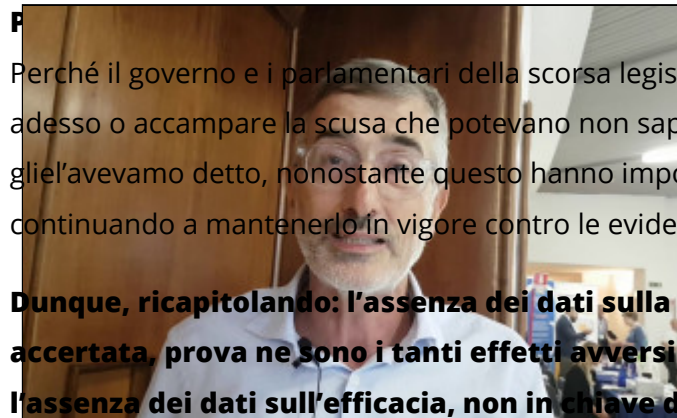 P
Perché il governo e i parlamentari della scorsa legis
adesso o accampare la scusa che potevano non sap
gliel’avevamo detto, nonostante questo hanno impo
continuando a mantenerlo in vigore contro le evide
Dunque, ricapitolando: l’assenza dei dati sulla
accertata, prova ne sono i tanti effetti avversi
l’assenza dei dati sull’efficacia, non in chiave d